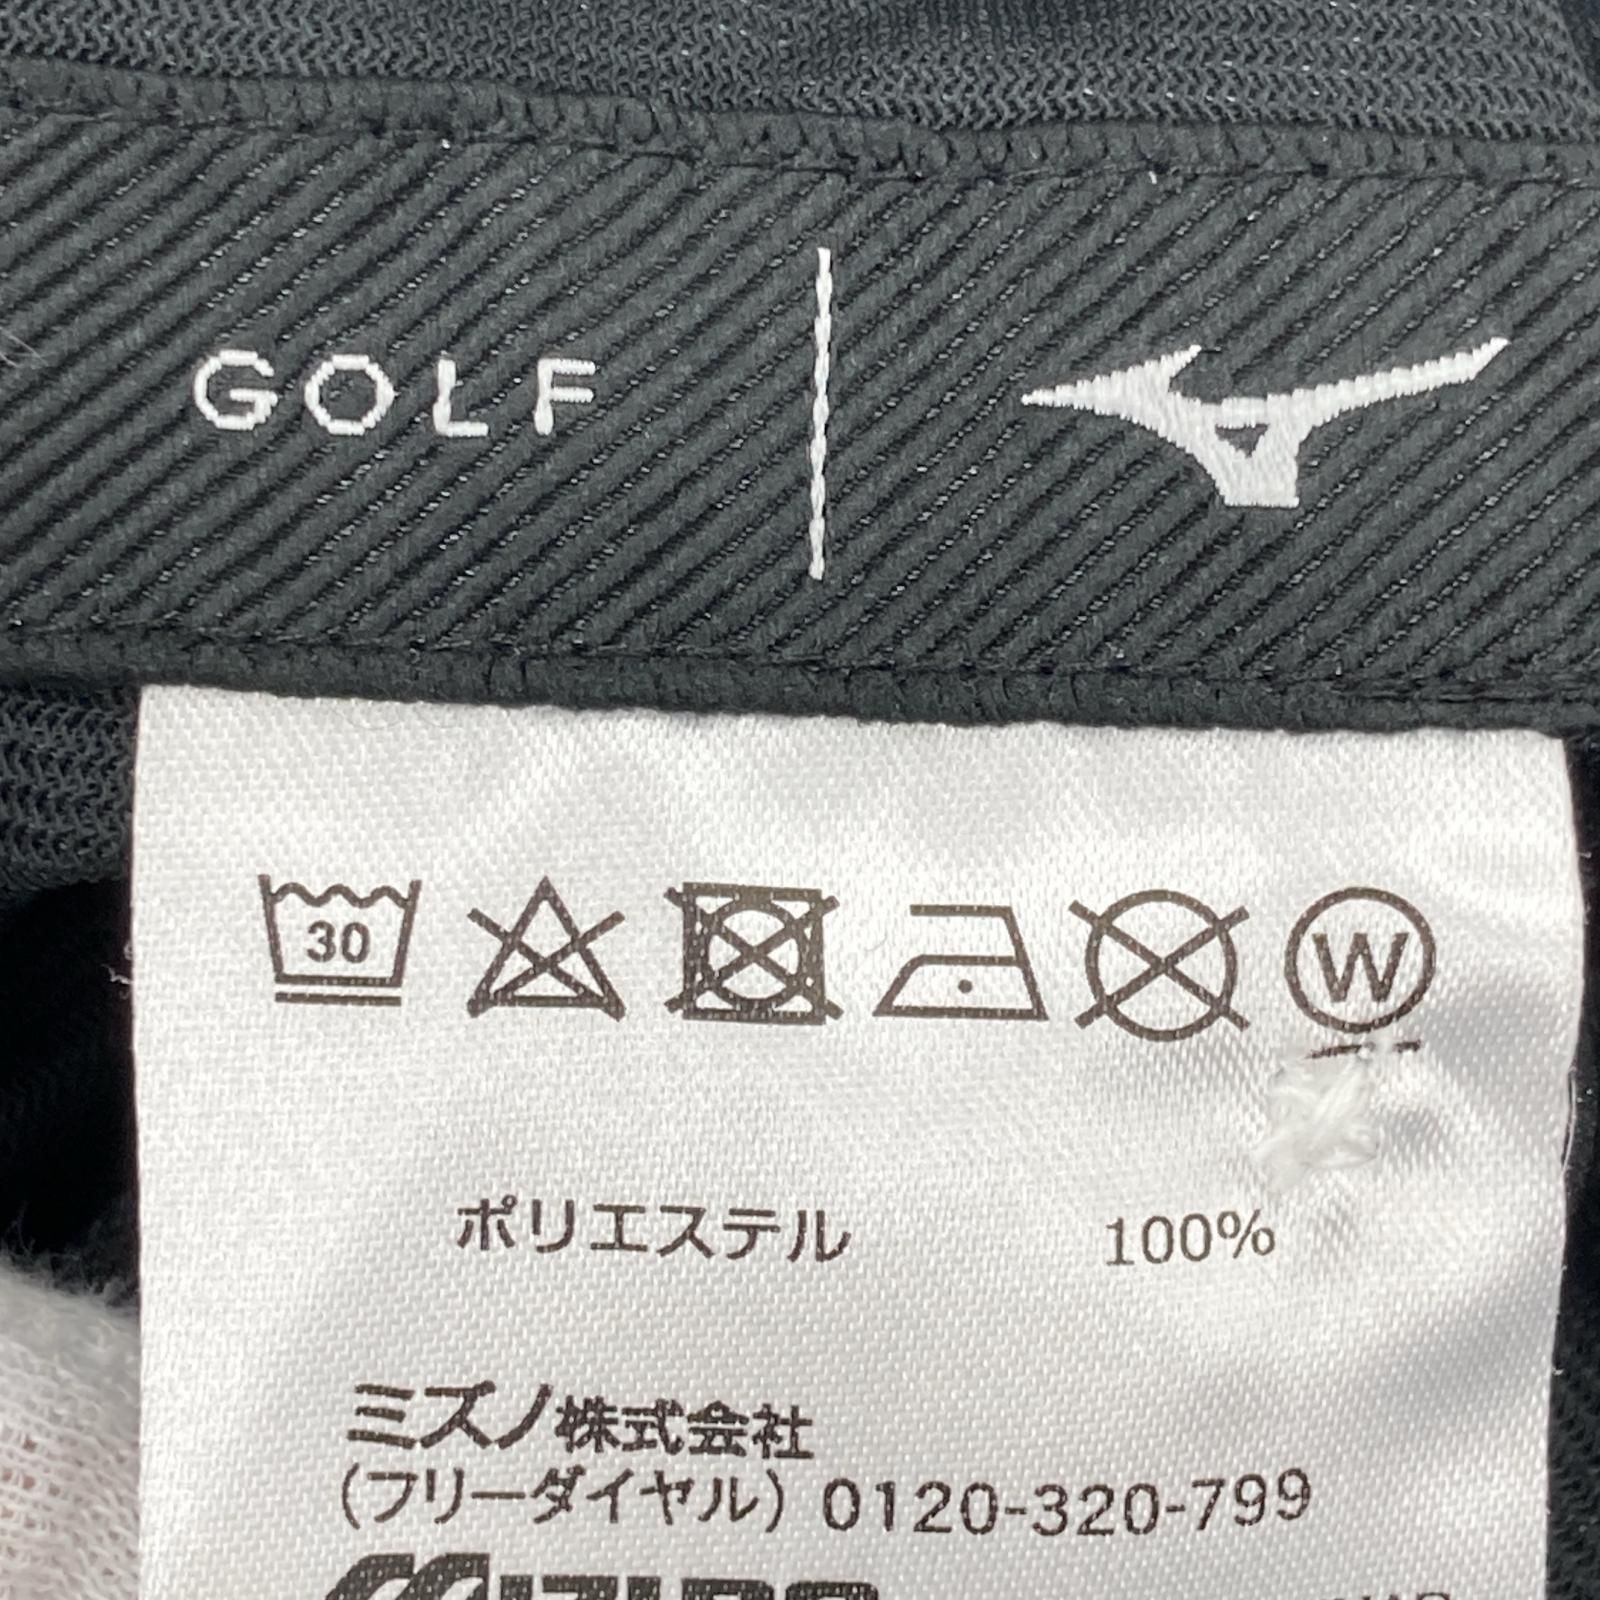 GOLF
30 W
ポリエステル 100%
ミズノ株式会社
(フリーダイヤル) 0120-320-799
MIZUNO